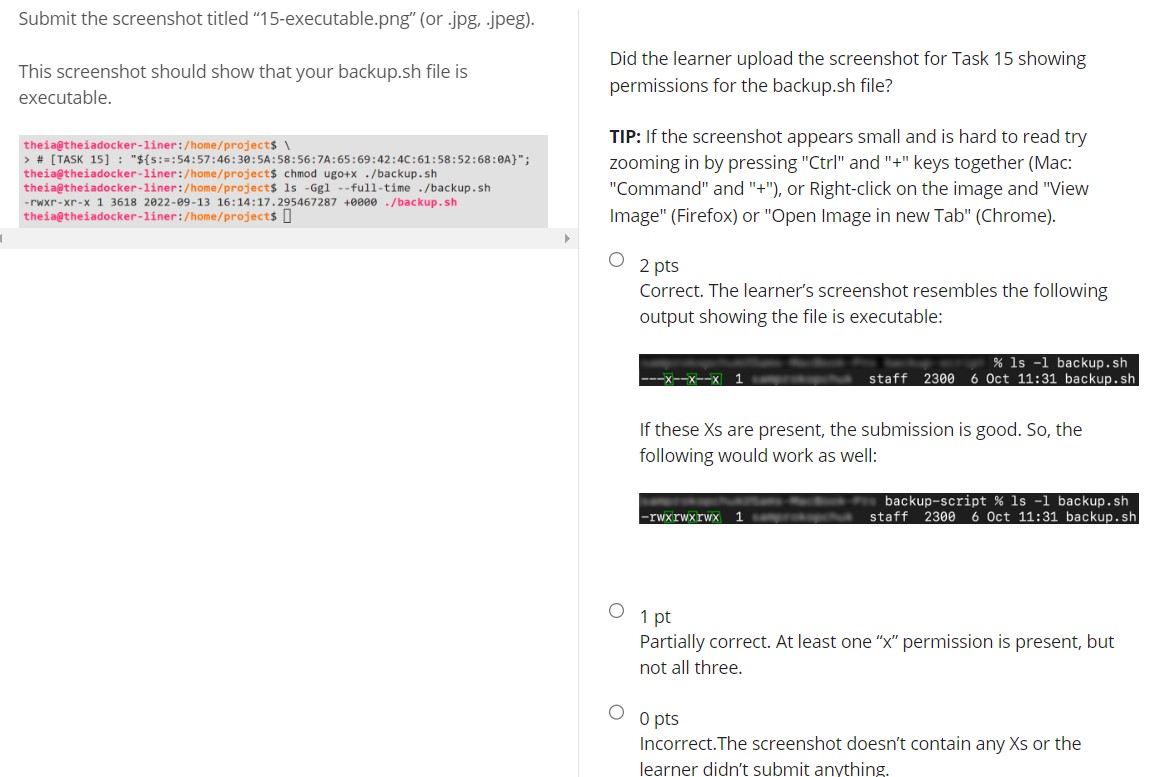 Submit the screenshot titled “15-executable.png” (or .jpg, .jpeg).
This screenshot should show that your backup.sh file is
executable.
theia@theiadocker-liner:/home/project$ \
> # [TASK 15] : "${s:=:54:57:46:30:5A:58:56:7A:65:69:42:4C:61:58:52:68:0A}";
theia@theiadocker-liner:/home/project$ chmod ugo+x ./backup.sh
theia@theiadocker-liner:/home/project$ ls -Ggl --full-time ./backup.sh
-rwxr-xr-x 1 3618 2022-09-13 16:14:17.295467287 +0000 ./backup.sh
theia@theiadocker-liner:/home/project$
Did the learner upload the screenshot for Task 15 showing
permissions for the backup.sh file?
TIP: If the screenshot appears small and is hard to read try
zooming in by pressing "Ctrl" and "+" keys together (Mac:
"Command" and "+"), or Right-click on the image and "View
Image" (Firefox) or "Open Image in new Tab" (Chrome).
2 pts
Correct. The learner’s screenshot resembles the following
output showing the file is executable:
% ls -l backup.sh
---x--x--x 1 staff 2300 6 Oct 11:31 backup.sh
If these Xs are present, the submission is good. So, the
following would work as well:
backup-script % ls -l backup.sh
-rwxrwxrwx 1 staff 2300 6 Oct 11:31 backup.sh
1 pt
Partially correct. At least one “x” permission is present, but
not all three.
0 pts
Incorrect.The screenshot doesn’t contain any Xs or the
learner didn’t submit anything.